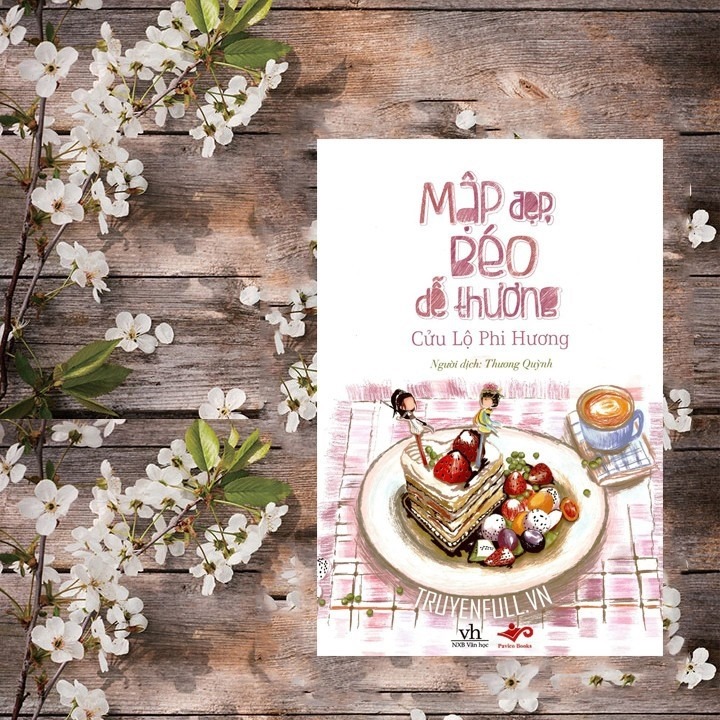 MẬP đẹp,
BÉO
dễ thương
Cửu Lộ Phi Hương
Người dịch: Thương Quỳnh
TRUYENFULL.VN
vh
NXB Văn học
Pavico Books